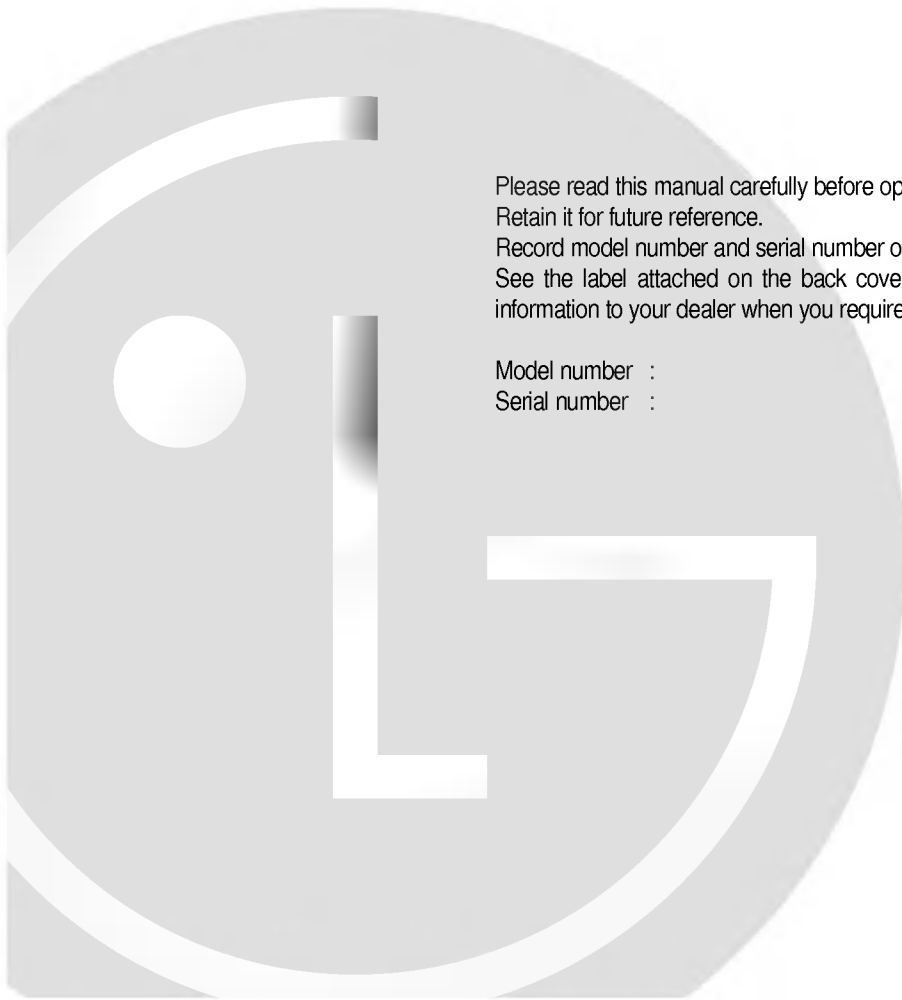 Please read this manual carefully before op
Retain it for future reference.
Record model number and serial number o
See the label attached on the back cove
information to your dealer when you require
Model number :
Serial number :